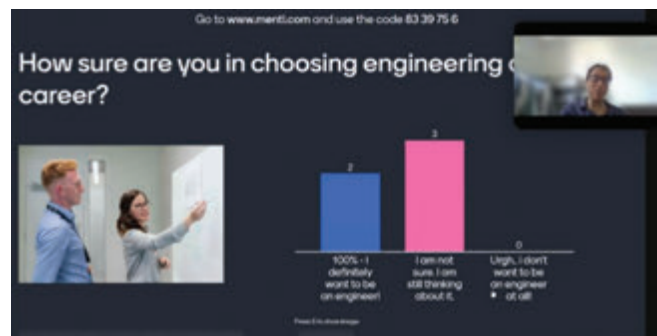 Go to www.menti.com and use the code 83 39 75 6
How sure are you in choosing engineering
career?
2
3
0
100% - I
definitely
want to be
an engineer!
I am not
sure. I am
still thinking
about it.
Urgh, I don't
want to be
an engineer
at all!